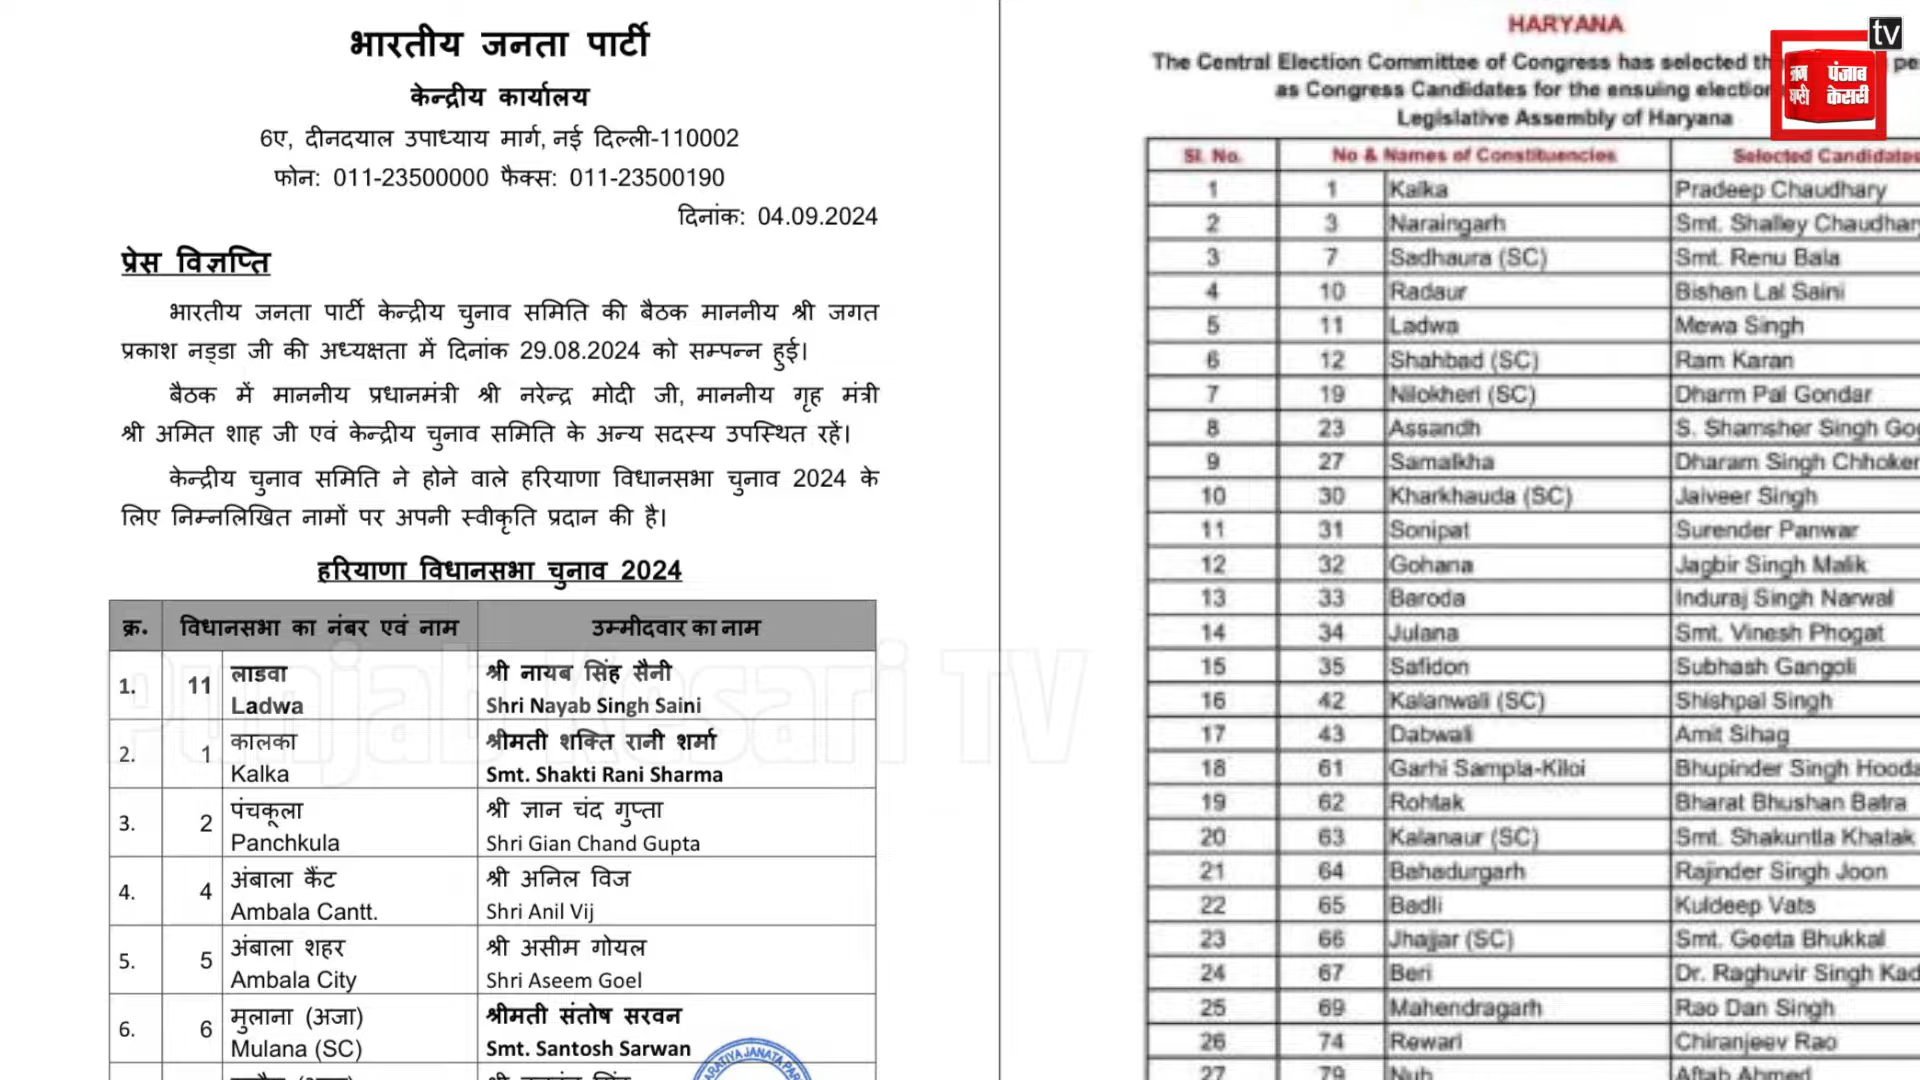 भारतीय जनता पार्टी
केन्द्रीय कार्यालय
6ए, दीनदयाल उपाध्याय मार्ग, नई दिल्ली-110002
फोन: 011-23500000 फैक्स: 011-23500190
दिनांक: 04.09.2024
प्रेस विज्ञप्ति
भारतीय जनता पार्टी केन्द्रीय चुनाव समिति की बैठक माननीय श्री जगत
प्रकाश नड्डा जी की अध्यक्षता में दिनांक 29.08.2024 को सम्पन्न हुई।
बैठक में माननीय प्रधानमंत्री श्री नरेन्द्र मोदी जी, माननीय गृह मंत्री
श्री अमित शाह जी एवं केन्द्रीय चुनाव समिति के अन्य सदस्य उपस्थित रहें।
केन्द्रीय चुनाव समिति ने होने वाले हरियाणा विधानसभा चुनाव 2024 के
लिए निम्नलिखित नामों पर अपनी स्वीकृति प्रदान की है।
हरियाणा विधानसभा चुनाव 2024
क्र. विधानसभा का नंबर एवं नाम उम्मीदवार का नाम
1. 11 लाडवा श्री नायब सिंह सैनी
Ladwa Shri Nayab Singh Saini
2. 1 कालका श्रीमती शक्ति रानी शर्मा
Kalka Smt. Shakti Rani Sharma
3. 2 पंचकूला श्री ज्ञान चंद गुप्ता
Panchkula Shri Gian Chand Gupta
4. 4 अंबाला कैंट श्री अनिल विज
Ambala Cantt. Shri Anil Vij
5. 5 अंबाला शहर श्री असीम गोयल
Ambala City Shri Aseem Goel
6. 6 मुलाना (अजा) श्रीमती संतोष सरवन
Mulana (SC) Smt. Santosh Sarwan
Punjab Kesari TV
HARYANA
The Central Election Committee of Congress has selected
as Congress Candidates for the ensuing election
Legislative Assembly of Haryana
Sl. No. No & Names of Constituencies Selected Candidates
1 1 Kalka Pradeep Chaudhary
2 3 Naraingarh Smt. Shalley Chaudhary
3 7 Sadhaura (SC) Smt. Renu Bala
4 10 Radaur Bishan Lal Saini
5 11 Ladwa Mewa Singh
6 12 Shahbad (SC) Ram Karan
7 19 Nilokheri (SC) Dharm Pal Gondar
8 23 Assandh S. Shamsher Singh
9 27 Samalkha Dharam Singh Chhoker
10 30 Kharkhauda (SC) Jaiveer Singh
11 31 Sonipat Surender Panwar
12 32 Gohana Jagbir Singh Malik
13 33 Baroda Induraj Singh Narwal
14 34 Julana Smt. Vinesh Phogat
15 35 Safidon Subhash Gangoli
16 42 Kalanwali (SC) Shishpal Singh
17 43 Dabwali Amit Sihag
18 61 Garhi Sampla-Kiloi Bhupinder Singh Hooda
19 62 Rohtak Bharat Bhushan Batra
20 63 Kalanaur (SC) Smt. Shakuntla Khatak
21 64 Bahadurgarh Rajinder Singh Joon
22 65 Badli Kuldeep Vats
23 66 Jhajjar (SC) Smt. Geeta Bhukkal
24 67 Beri Dr. Raghuvir Singh
25 69 Mahendragarh Rao Dan Singh
26 74 Rewari Chiranjeev Rao
27 79 Nuh Aftab Ahmed
tv
पंजाब
केसरी